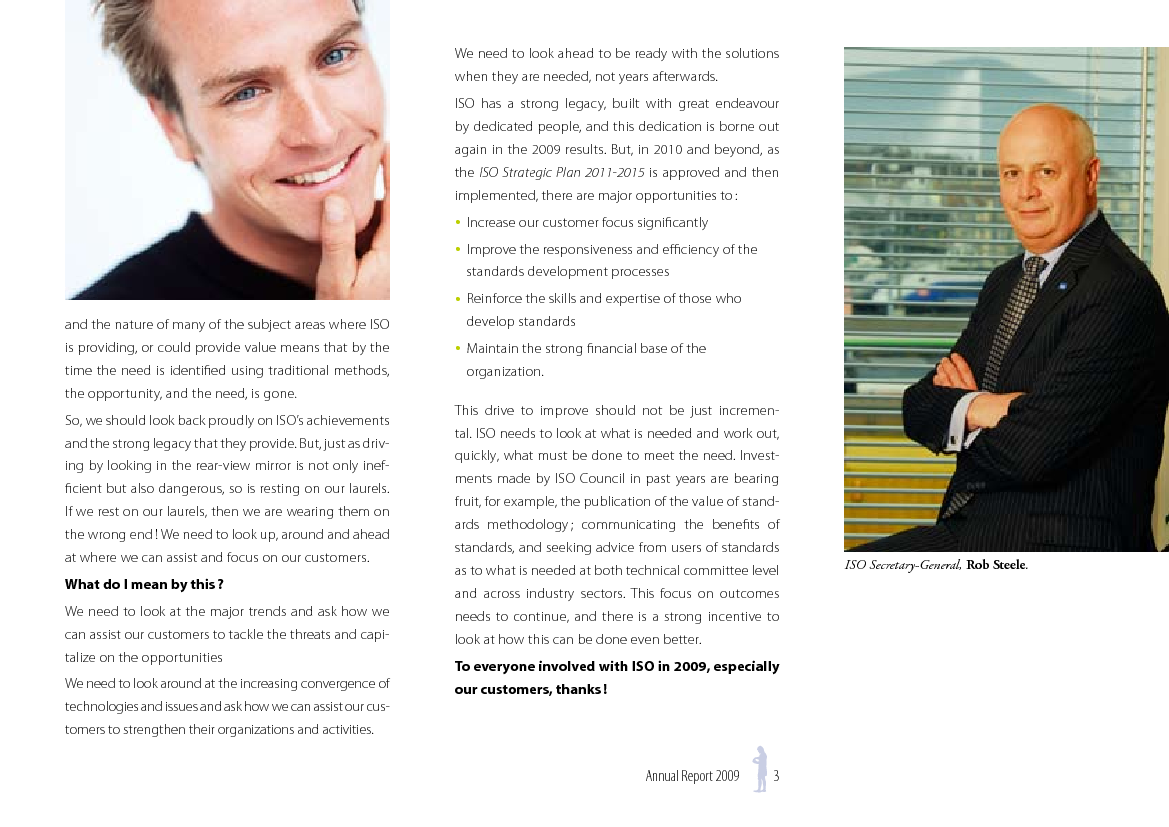 and the nature of many of the subject areas where ISO
is providing, or could provide value means that by the
time the need is identified using traditional methods,
the opportunity, and the need, is gone.
So, we should look back proudly on ISO's achievements
and the strong legacy that they provide. But, just as driv-
ing by looking in the rear-view mirror is not only inef-
ficient but also dangerous, so is resting on our laurels.
If we rest on our laurels, then we are wearing them on
the wrong end ! We need to look up, around and ahead
at where we can assist and focus on our customers.
What do I mean by this ?
We need to look at the major trends and ask how we
can assist our customers to tackle the threats and capi-
talize on the opportunities
We need to look around at the increasing convergence of
technologies and issues and ask how we can assist our cus-
tomers to strengthen their organizations and activities.
We need to look ahead to be ready with the solutions
when they are needed, not years afterwards.
ISO has a strong legacy, built with great endeavour
by dedicated people, and this dedication is borne out
again in the 2009 results. But, in 2010 and beyond, as
the ISO Strategic Plan 2011-2015 is approved and then
implemented, there are major opportunities to :
• Increase our customer focus significantly
• Improve the responsiveness and efficiency of the
standards development processes
• Reinforce the skills and expertise of those who
develop standards
• Maintain the strong financial base of the
organization.
This drive to improve should not be just incremen-
tal. ISO needs to look at what is needed and work out,
quickly, what must be done to meet the need. Invest-
ments made by ISO Council in past years are bearing
fruit, for example, the publication of the value of stand-
ards methodology ; communicating the benefits of
standards, and seeking advice from users of standards
as to what is needed at both technical committee level
and across industry sectors. This focus on outcomes
needs to continue, and there is a strong incentive to
look at how this can be done even better.
To everyone involved with ISO in 2009, especially
our customers, thanks !
ISO Secretary-General, Rob Steele.
Annual Report 2009 3